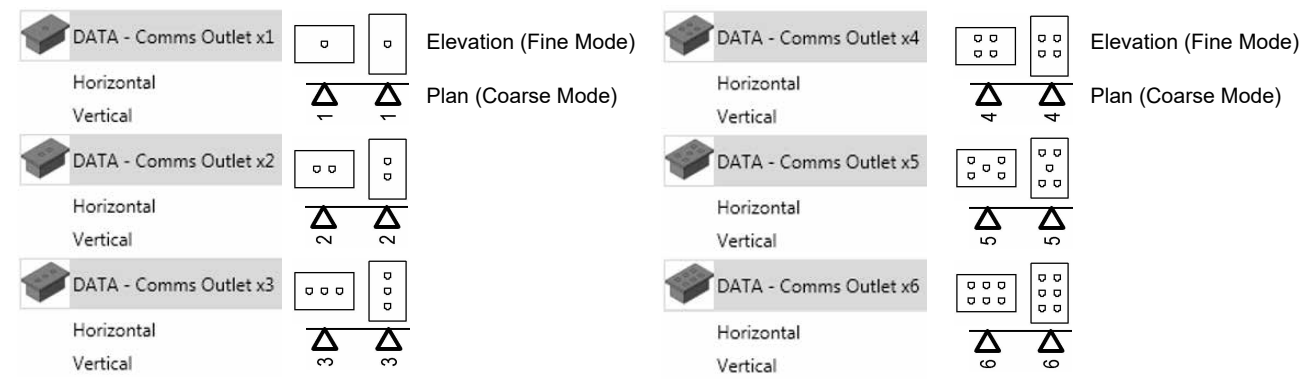 DATA - Comms Outlet x1
Elevation (Fine Mode)
Horizontal
Plan (Coarse Mode)
Vertical
1 1
DATA - Comms Outlet x2
Horizontal
Vertical
2 2
DATA - Comms Outlet x3
Horizontal
Vertical
3 3
DATA - Comms Outlet x4
Elevation (Fine Mode)
Horizontal
Plan (Coarse Mode)
Vertical
4 4
DATA - Comms Outlet x5
Horizontal
Vertical
5 5
DATA - Comms Outlet x6
Horizontal
Vertical
6 6